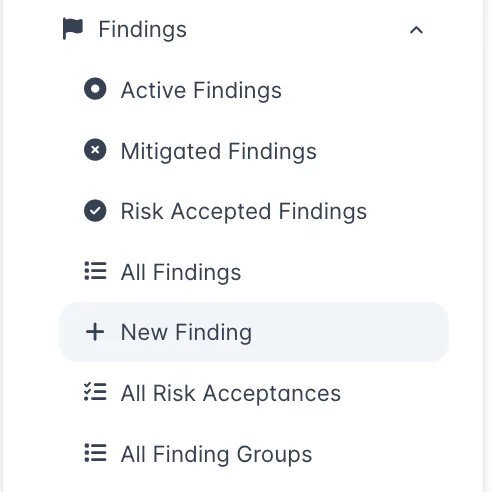 Findings
Active Findings
Mitigated Findings
Risk Accepted Findings
All Findings
New Finding
All Risk Acceptances
All Finding Groups